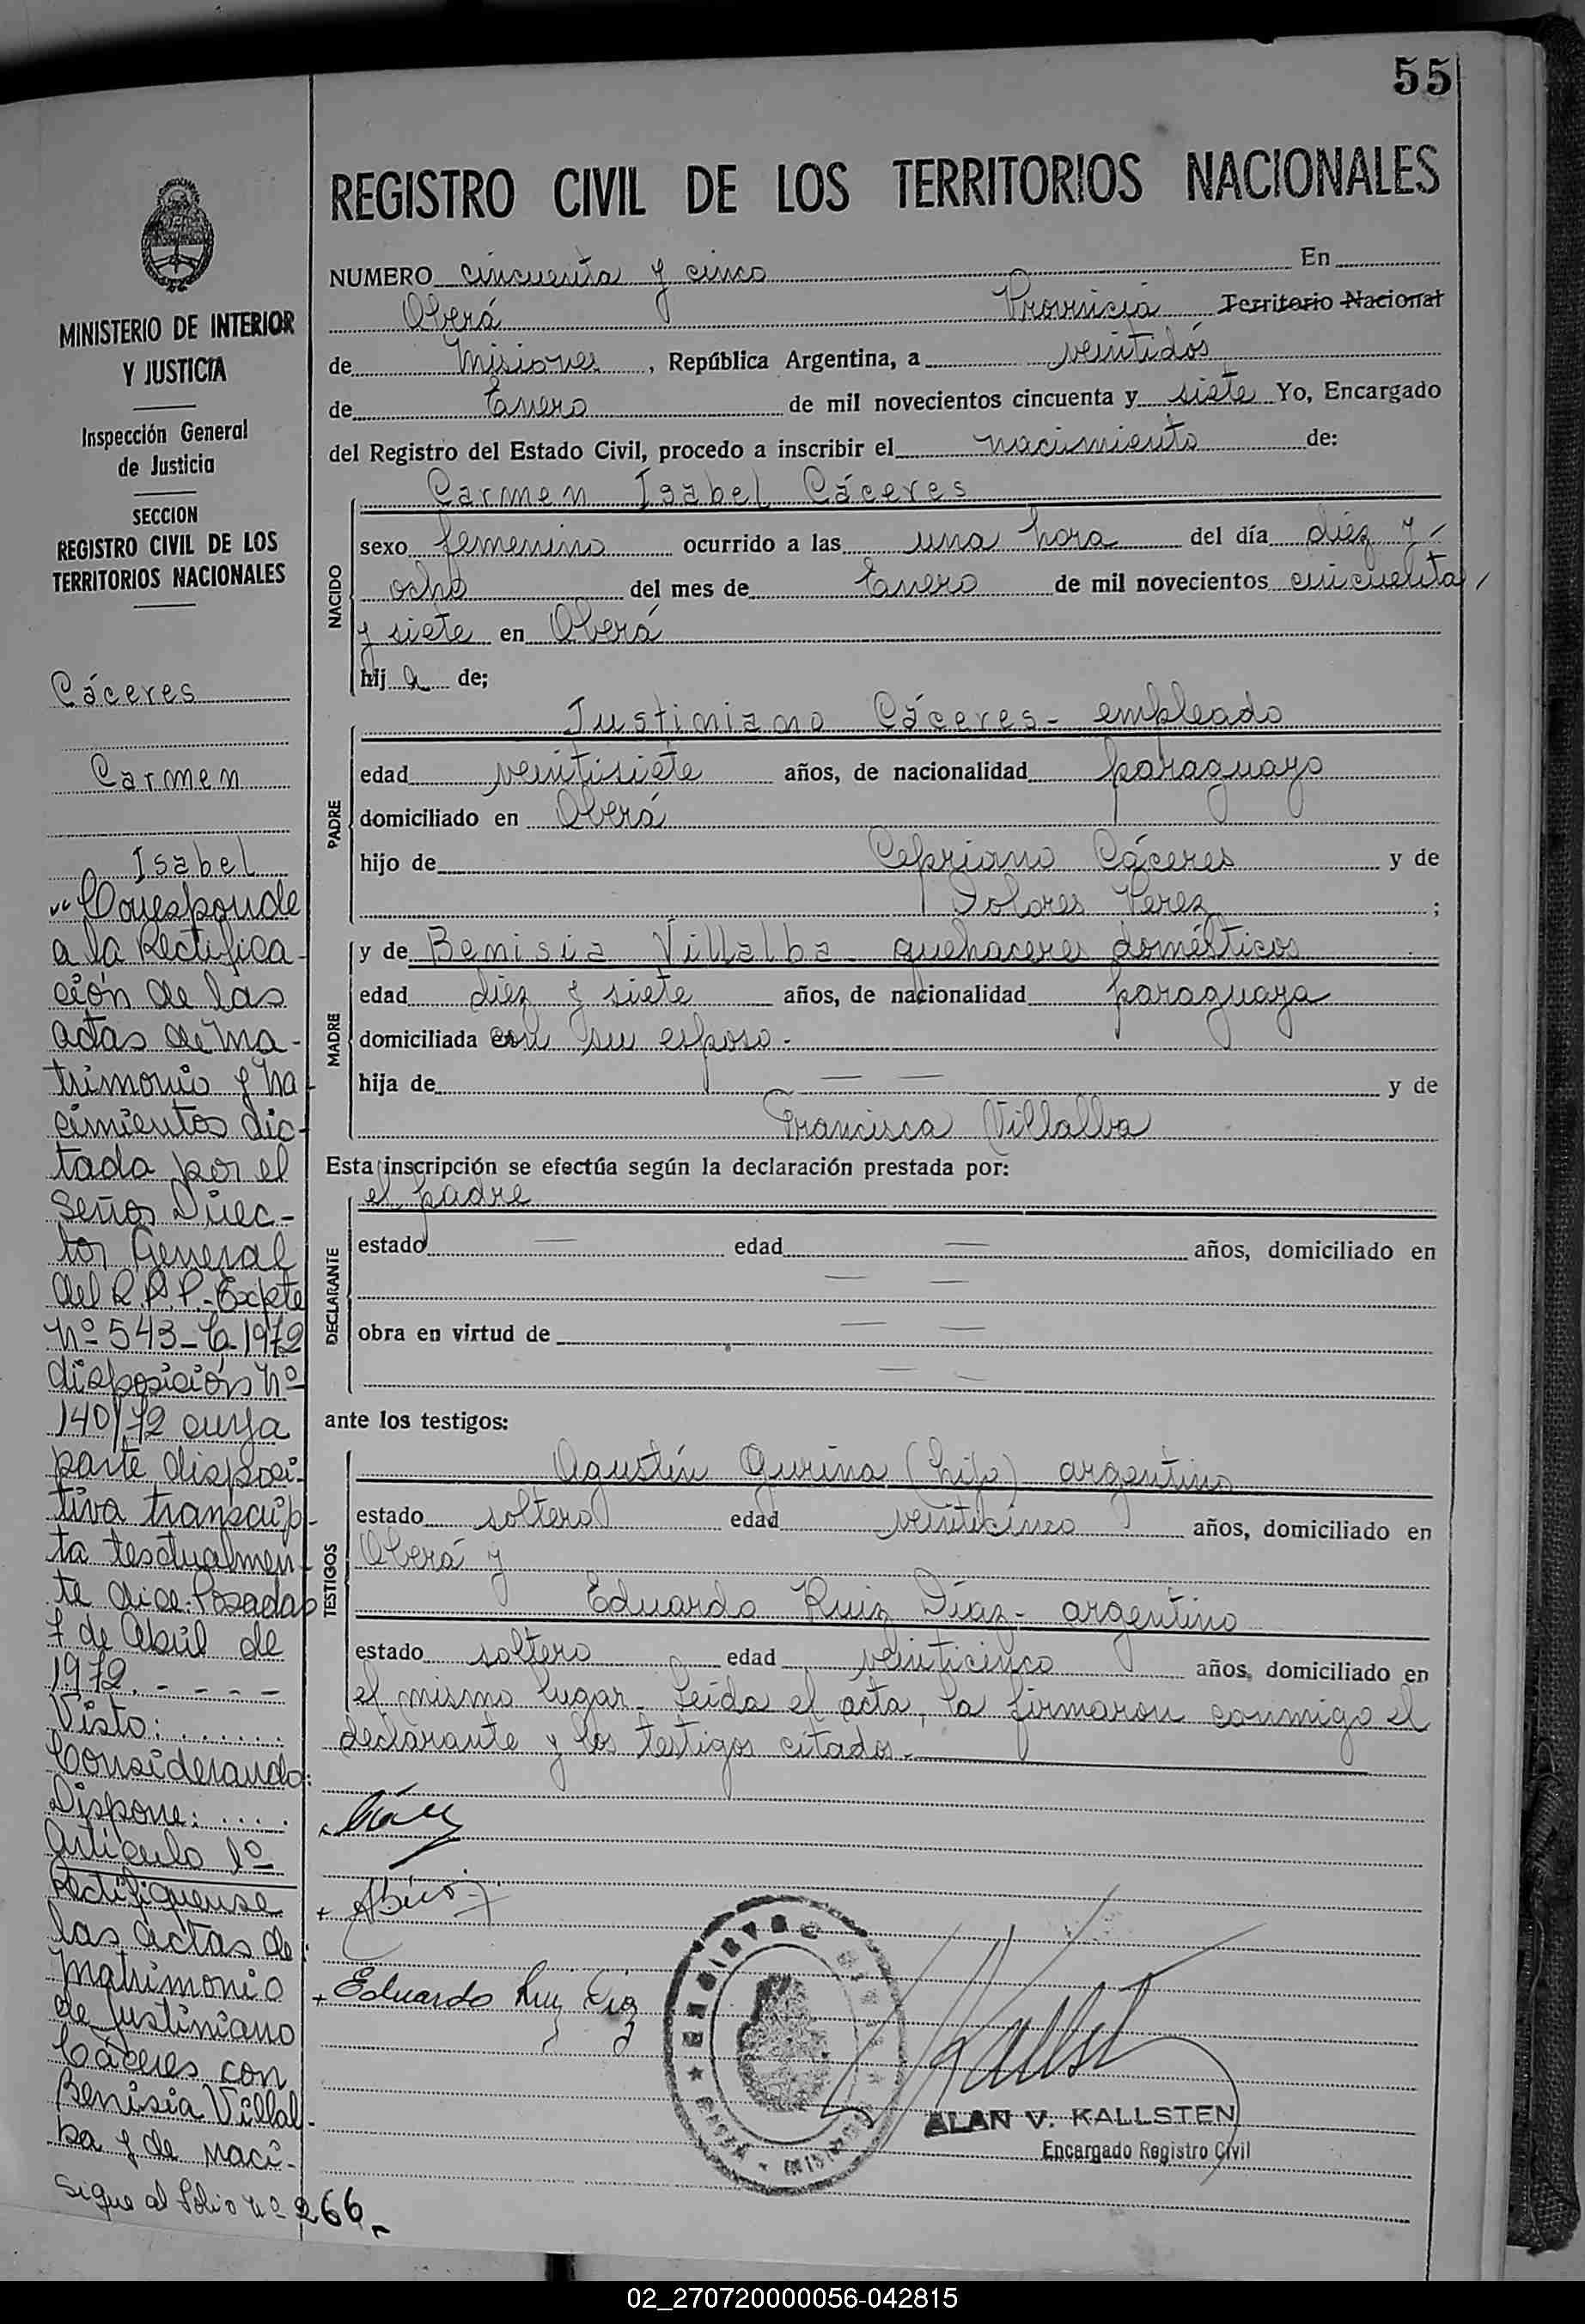 55
REGISTRO CIVIL DE LOS TERRITORIOS NACIONALES
NUMERO cincuenta y cinco En
Oberá Provincia Territorio Nacional
de Misiones, República Argentina, a veintidós
de Enero de mil novecientos cincuenta y siete Yo, Encargado
del Registro del Estado Civil, procedo a inscribir el nacimiento de:
NACIDO
Carmen Isabel Cáceres
sexo femenino ocurrido a las una hora del día diez y
ocho del mes de Enero de mil novecientos cincuenta
y siete en Oberá
hija de;
PADRE
Justiniano Cáceres - empleado
edad veintisiete años, de nacionalidad paraguayo
domiciliado en Oberá
hijo de Cepriano Cáceres y de
Dolores Perez ;
MADRE
y de Benisia Villalba - quehaceres domésticos
edad diez y siete años, de nacionalidad paraguaya
domiciliada con su esposo -
hija de — — y de
Francisca Villalba
Esta inscripción se efectúa según la declaración prestada por:
DECLARANTE
el padre
estado — edad — años, domiciliado en
— —
obra en virtud de — —
—
ante los testigos:
TESTIGOS
Agustín (hijo) argentino
estado soltero edad veinticinco años, domiciliado en
Oberá y
Eduardo Ruiz Díaz - argentino
estado soltero edad veinticinco años, domiciliado en
el mismo lugar - Leída el acta, la firmaron conmigo el
declarante y los testigos citados -
Eduardo Ruiz Diaz
ALAN V. KALLSTEN
Encargado Registro Civil
MINISTERIO DE INTERIOR
Y JUSTICIA
Inspección General
de Justicia
SECCION
REGISTRO CIVIL DE LOS
TERRITORIOS NACIONALES
Cáceres
Carmen
Isabel
"Corresponde
a la Rectifica-
ción de las
actas de ma-
trimonio y na-
cimientos dic-
tada por el
Señor Direc-
tor General
del R.P.P.- Expte
Nº 543-C-1972
disposición Nº
140/72 cuya
parte disposi-
tiva transcrip-
ta testualmen-
te dice: Posadas
7 de Abril de
1972. - - - -
Visto: ......
Considerando:
Dispone: .....
Artículo 1º
Rectifiquense
las actas de
Matrimonio
de Justiniano
Cáceres con
Benisia Villal-
ba y de naci-
Sigue al folio nº 266.-
02_270720000056-042815